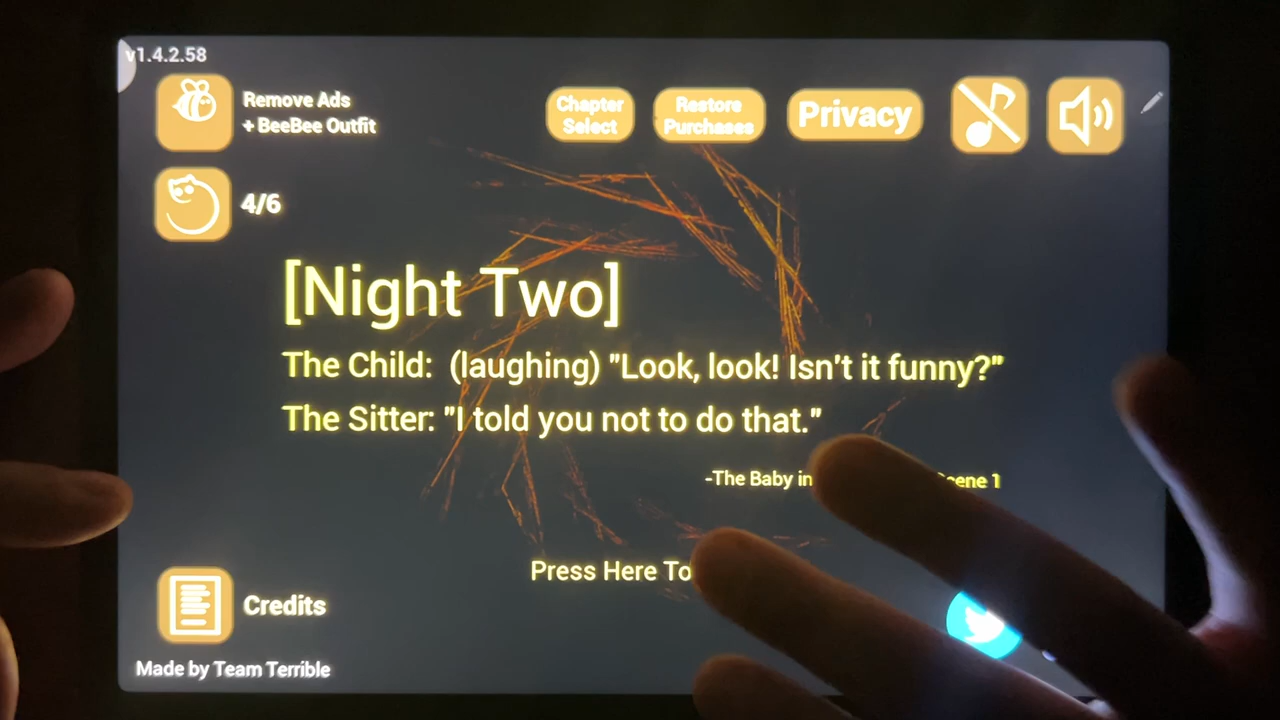 v1.4.2.58
Remove Ads
+ BeeBee Outfit
Chapter
Select
Restore
Purchases
Privacy
4/6
[Night Two]
The Child: (laughing) "Look, look! Isn't it funny?"
The Sitter: "I told you not to do that."
-The Baby in Scene 1
Press Here To
Credits
Made by Team Terrible